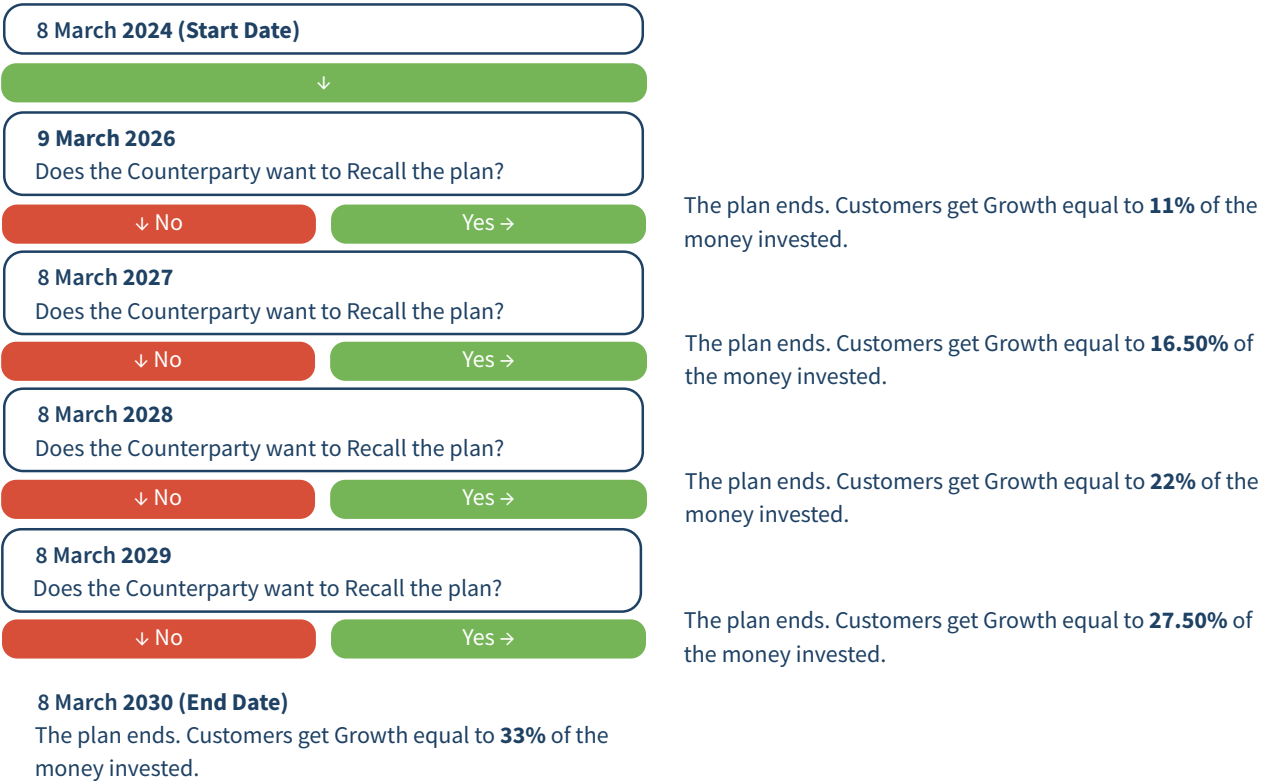 8 March 2024 (Start Date)
↓
9 March 2026
Does the Counterparty want to Recall the plan?
↓ No
Yes →
The plan ends. Customers get Growth equal to 11% of the
money invested.
8 March 2027
Does the Counterparty want to Recall the plan?
↓ No
Yes →
The plan ends. Customers get Growth equal to 16.50% of
the money invested.
8 March 2028
Does the Counterparty want to Recall the plan?
↓ No
Yes →
The plan ends. Customers get Growth equal to 22% of the
money invested.
8 March 2029
Does the Counterparty want to Recall the plan?
↓ No
Yes →
The plan ends. Customers get Growth equal to 27.50% of
the money invested.
8 March 2030 (End Date)
The plan ends. Customers get Growth equal to 33% of the
money invested.